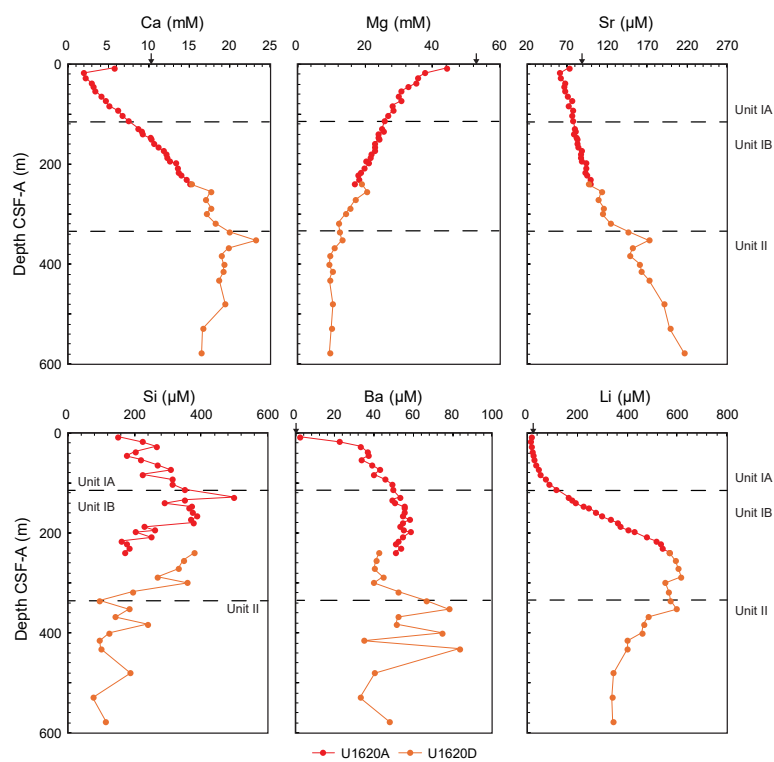 Ca (mM)
Mg (mM)
Sr (µM)
0 5 10 15 20 25
0 20 40 60
20 70 120 170 220 270
0
200
400
600
Depth CSF-A (m)
Unit IA
Unit IB
Unit II
Si (µM)
Ba (µM)
Li (µM)
0 200 400 600
0 20 40 60 80 100
0 200 400 600 800
0
200
400
600
Depth CSF-A (m)
Unit IA
Unit IB
Unit II
Unit IA
Unit IB
Unit II
U1620A
U1620D